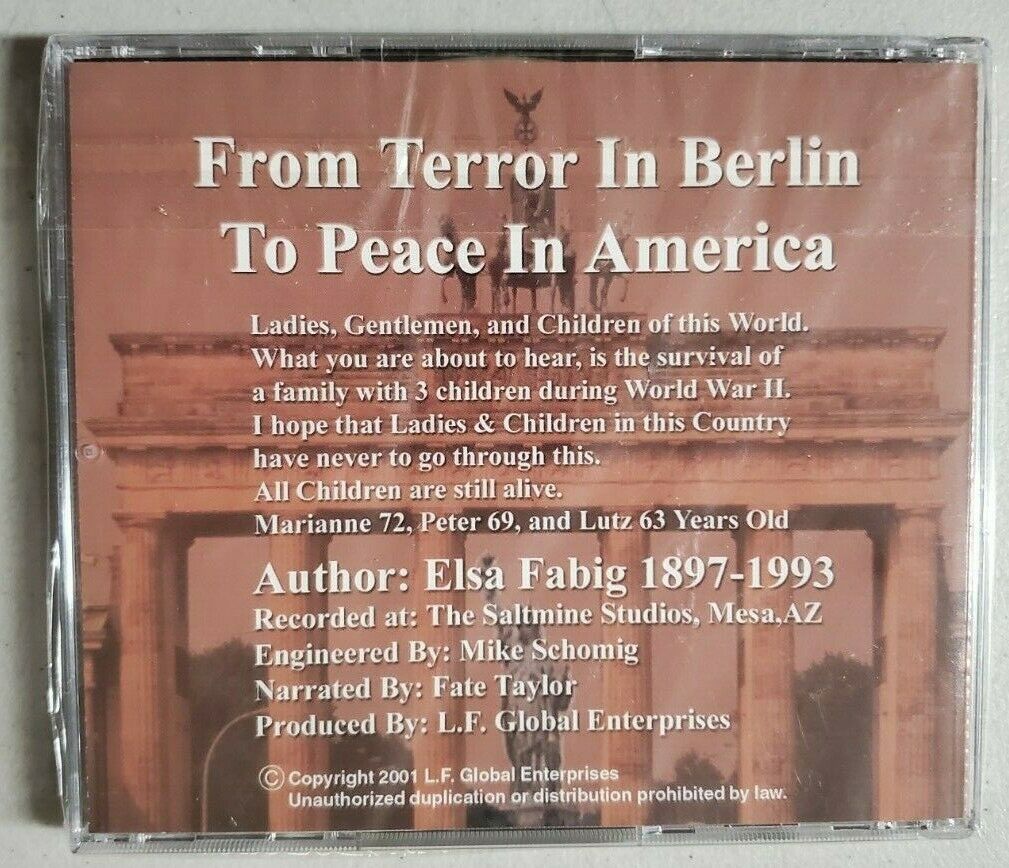 From Terror In Berlin
To Peace In America
Ladies, Gentlemen, and Children of this World.
What you are about to hear, is the survival of
a family with 3 children during World War II.
I hope that Ladies & Children in this Country
have never to go through this.
All Children are still alive.
Marianne 72, Peter 69, and Lutz 63 Years Old
Author: Elsa Fabig 1897-1993
Recorded at: The Saltmine Studios, Mesa,AZ
Engineered By: Mike Schomig
Narrated By: Fate Taylor
Produced By: L.F. Global Enterprises
© Copyright 2001 L.F. Global Enterprises
Unauthorized duplication or distribution prohibited by law.